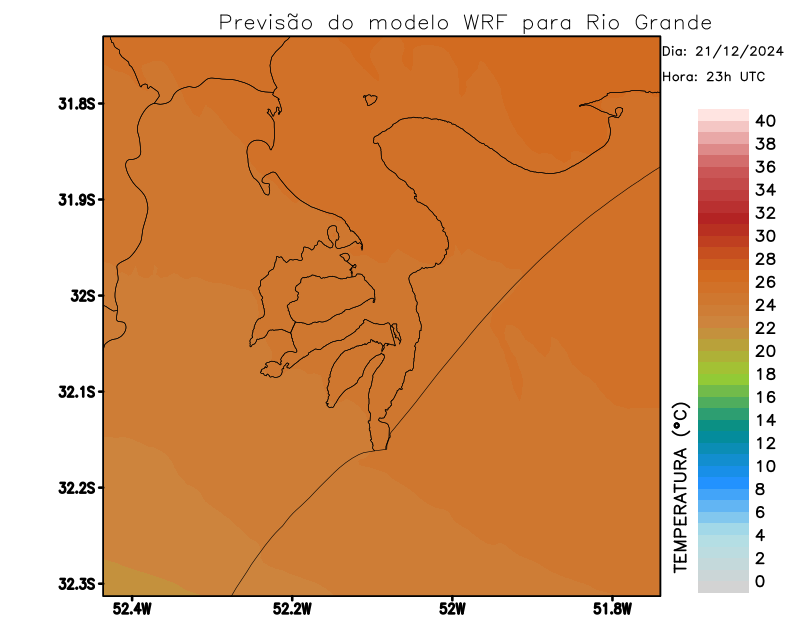 Previsão do modelo WRF para Rio Grande
Dia: 21/12/2024
Hora: 23h UTC
31.8S
31.9S
32S
32.1S
32.2S
32.3S
52.4W
52.2W
52W
51.8W
TEMPERATURA (°C)
40
38
36
34
32
30
28
26
24
22
20
18
16
14
12
10
8
6
4
2
0